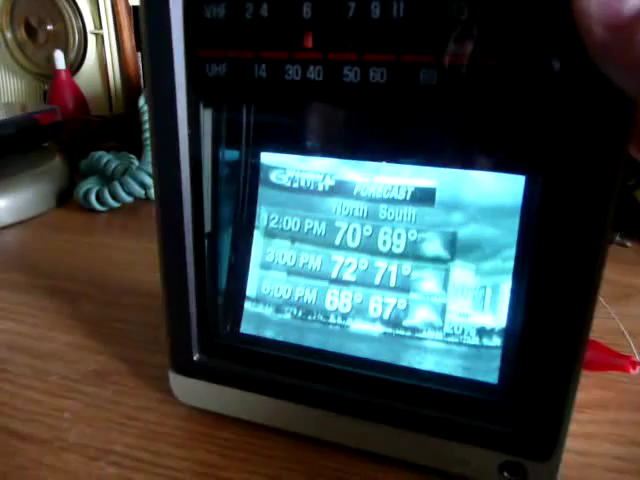 VHF 2 4 6 7 9 11
UHF 14 30 40 50 60 69
FORECAST
North South
12:00 PM 70° 69°
3:00 PM 72° 71°
6:00 PM 68° 67°